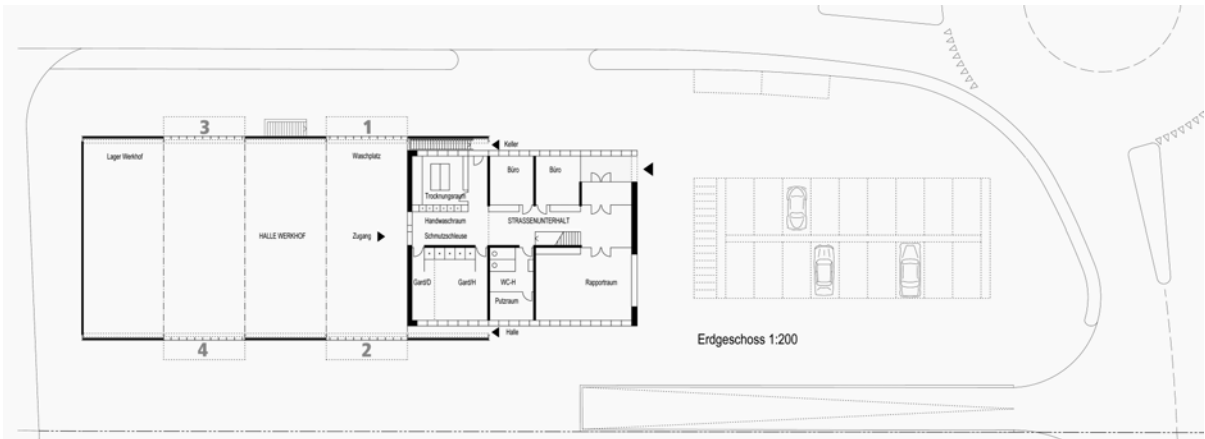 3
1
Lager Werkhof
Waschplatz
Keller
Büro
Büro
Trocknungsraum
Handwaschraum
STRASSENUNTERHALT
HALLE WERKHOF
Zugang
Schmutzschleuse
Gard/D
Gard/H
WC-H
Rapportraum
Putzraum
Halle
4
2
Erdgeschoss 1:200